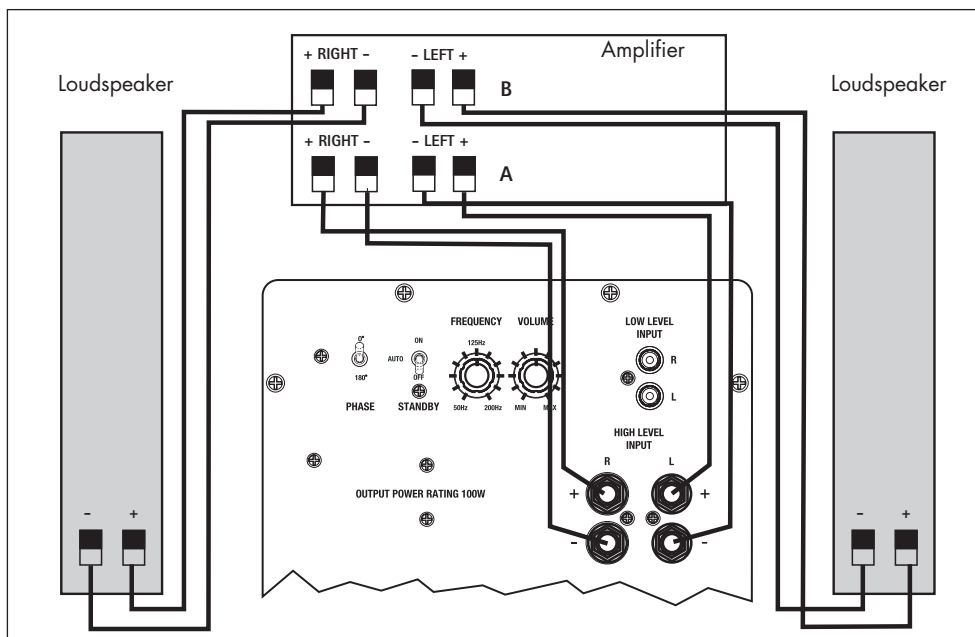 Amplifier
+ RIGHT -
- LEFT +
B
Loudspeaker
Loudspeaker
+ RIGHT -
- LEFT +
A
FREQUENCY
VOLUME
LOW LEVEL
INPUT
0°
125Hz
ON
AUTO
R
180°
OFF
L
PHASE
STANDBY
50Hz
200Hz
MIN
MAX
HIGH LEVEL
INPUT
R
L
OUTPUT POWER RATING 100W
+
+
-
+
-
+
-
-